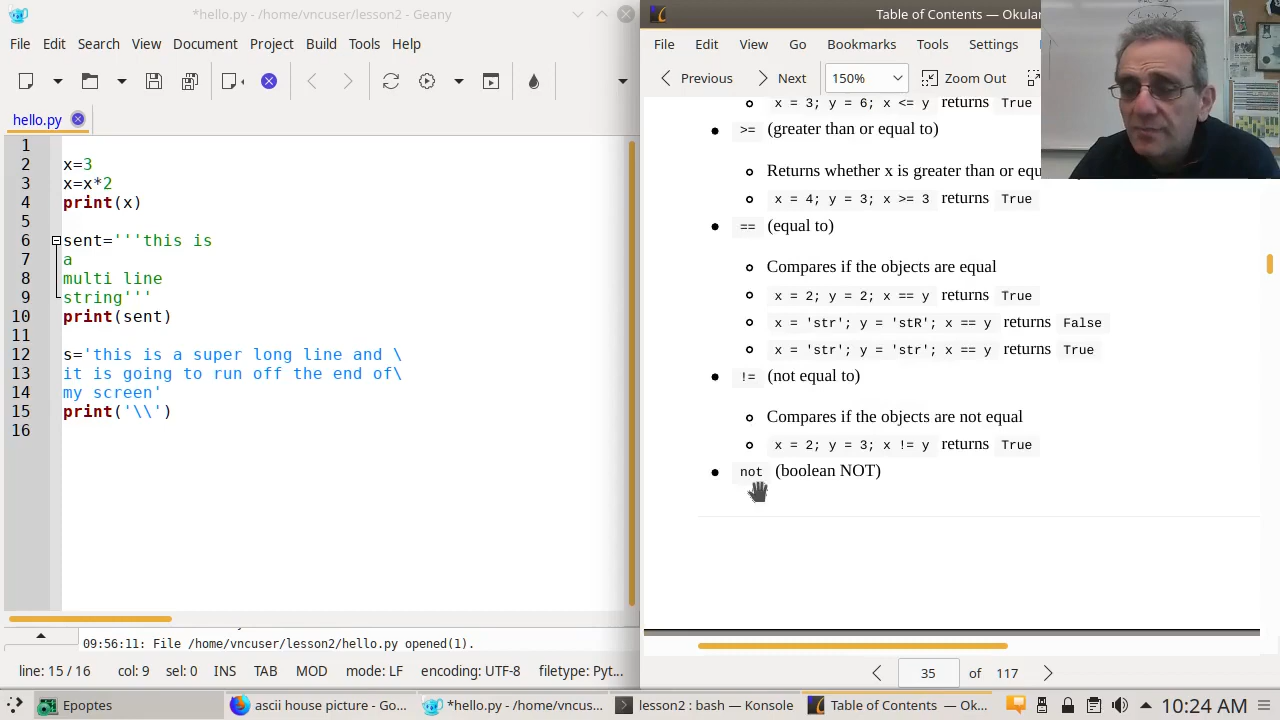 *hello.py - /home/vncuser/lesson2 - Geany
File Edit Search View Document Project Build Tools Help
hello.py
1
2 x=3
3 x=x*2
4 print(x)
5
6 sent='''this is
7 a
8 multi line
9 string'''
10 print(sent)
11
12 s='this is a super long line and \
13 it is going to run off the end of\
14 my screen'
15 print('\\')
16
09:56:11: File /home/vncuser/lesson2/hello.py opened(1).
line: 15 / 16 col: 9 sel: 0 INS TAB MOD mode: LF encoding: UTF-8 filetype: Pyt...
Table of Contents — Okular
File Edit View Go Bookmarks Tools Settings
Previous Next 150% Zoom Out
x = 3; y = 6; x <= y returns True
>= (greater than or equal to)
Returns whether x is greater than or equ
x = 4; y = 3; x >= 3 returns True
== (equal to)
Compares if the objects are equal
x = 2; y = 2; x == y returns True
x = 'str'; y = 'stR'; x == y returns False
x = 'str'; y = 'str'; x == y returns True
!= (not equal to)
Compares if the objects are not equal
x = 2; y = 3; x != y returns True
not (boolean NOT)
35 of 117
Epoptes ascii house picture - Go... *hello.py - /home/vncuser/... lesson2 : bash — Konsole Table of Contents — Ok... 10:24 AM